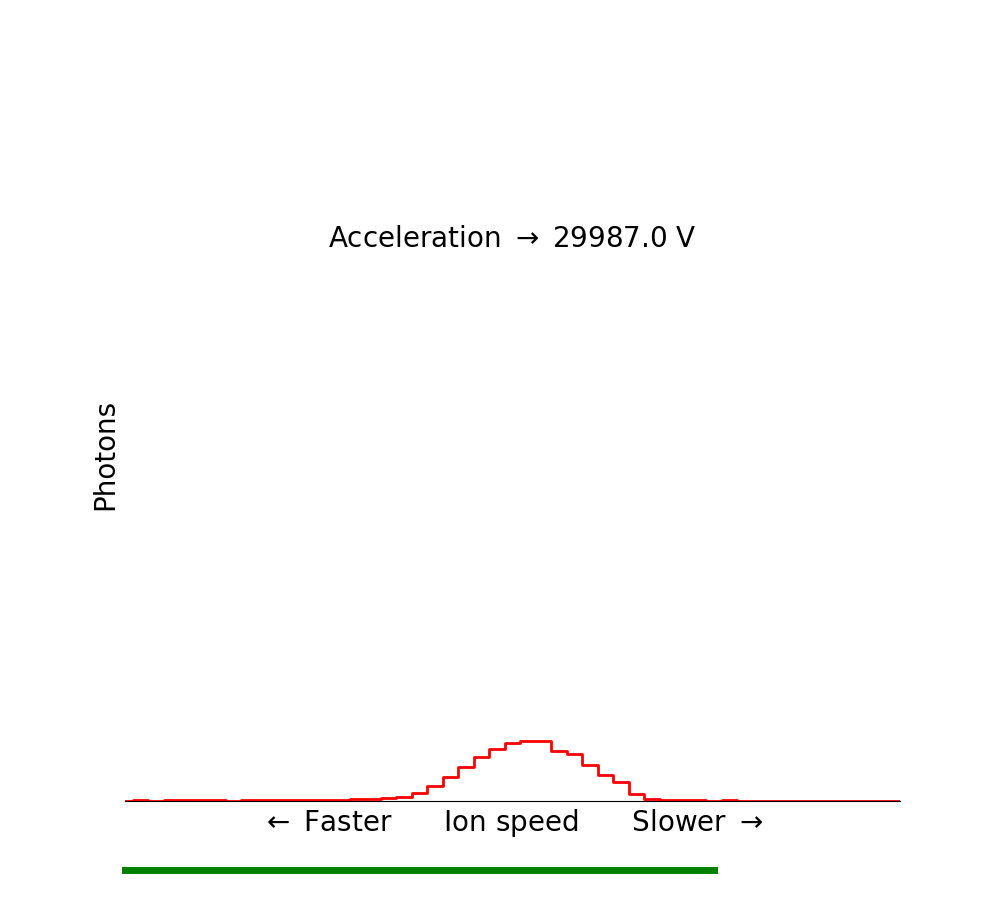 Acceleration → 29987.0 V
Photons
← Faster Ion speed Slower →